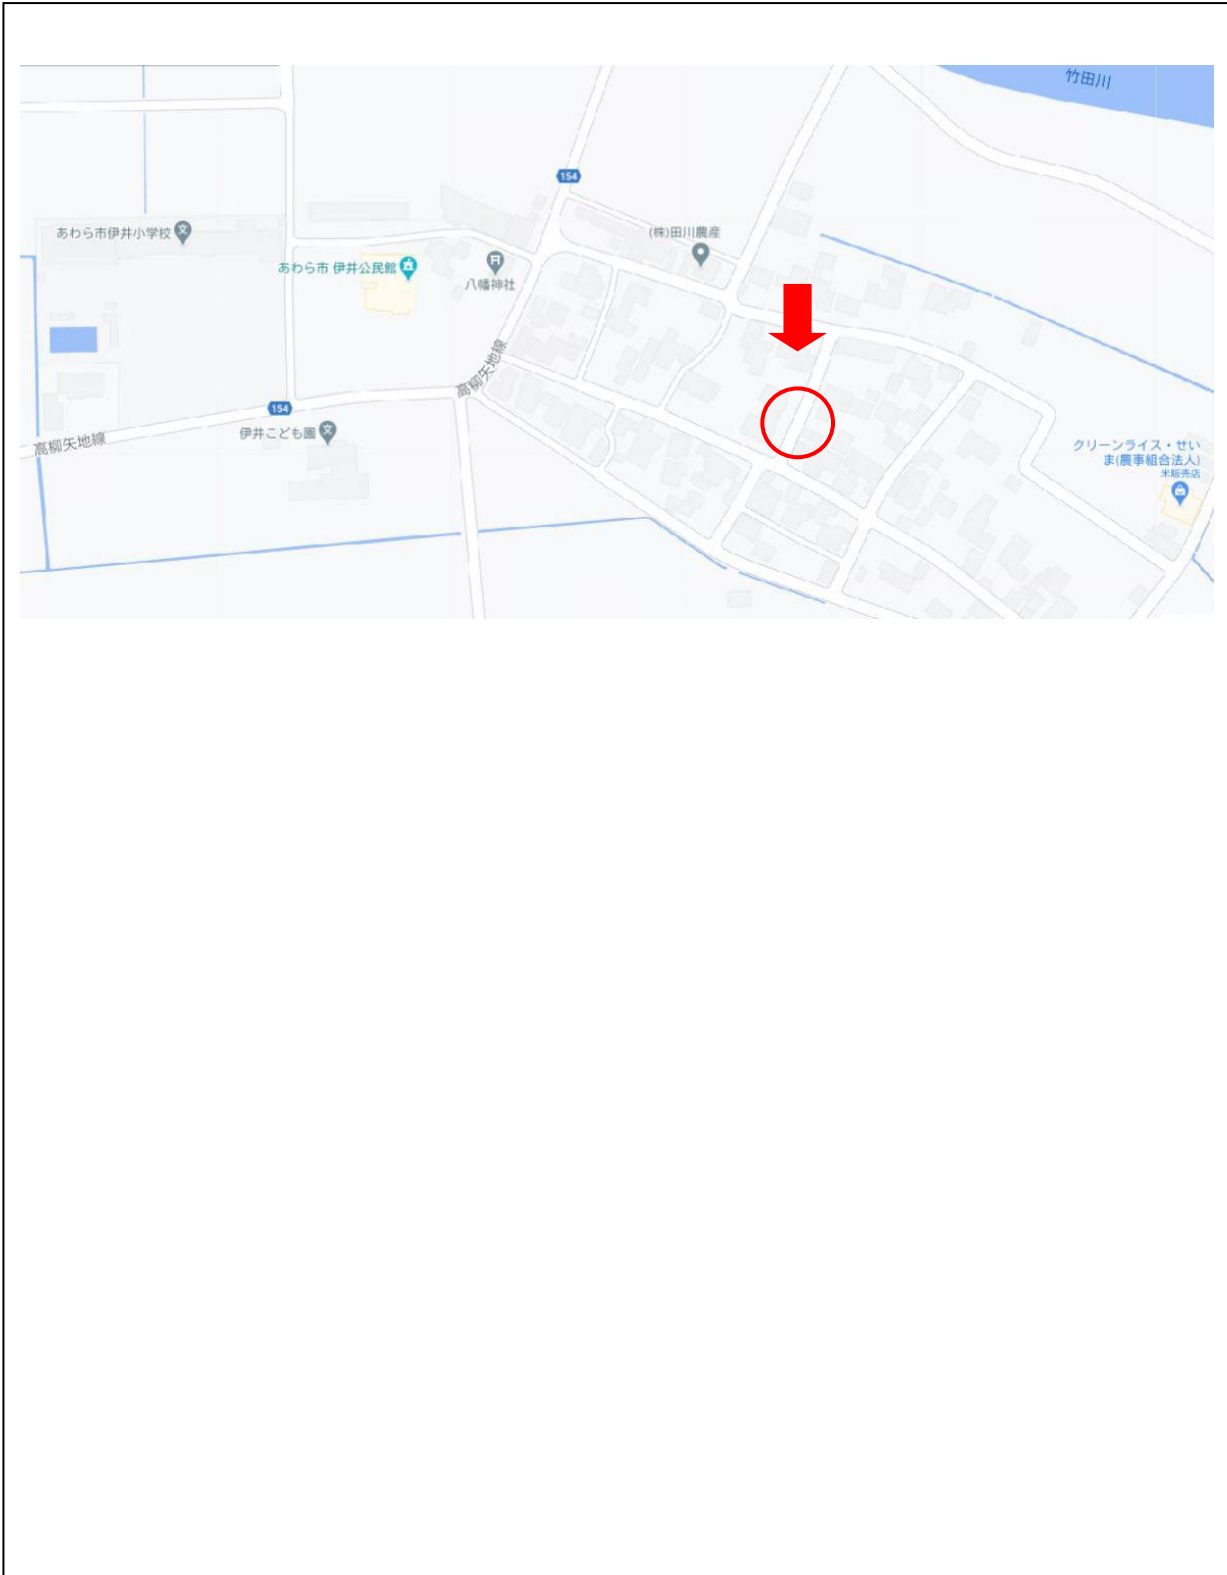 竹田川
154
(株)田川農産
あわら市伊井小学校
あわら市 伊井公民館
八幡神社
高柳矢地線
154
伊井こども園
高柳矢地線
クリーンライス・せい
ま(農事組合法人)
米販売店